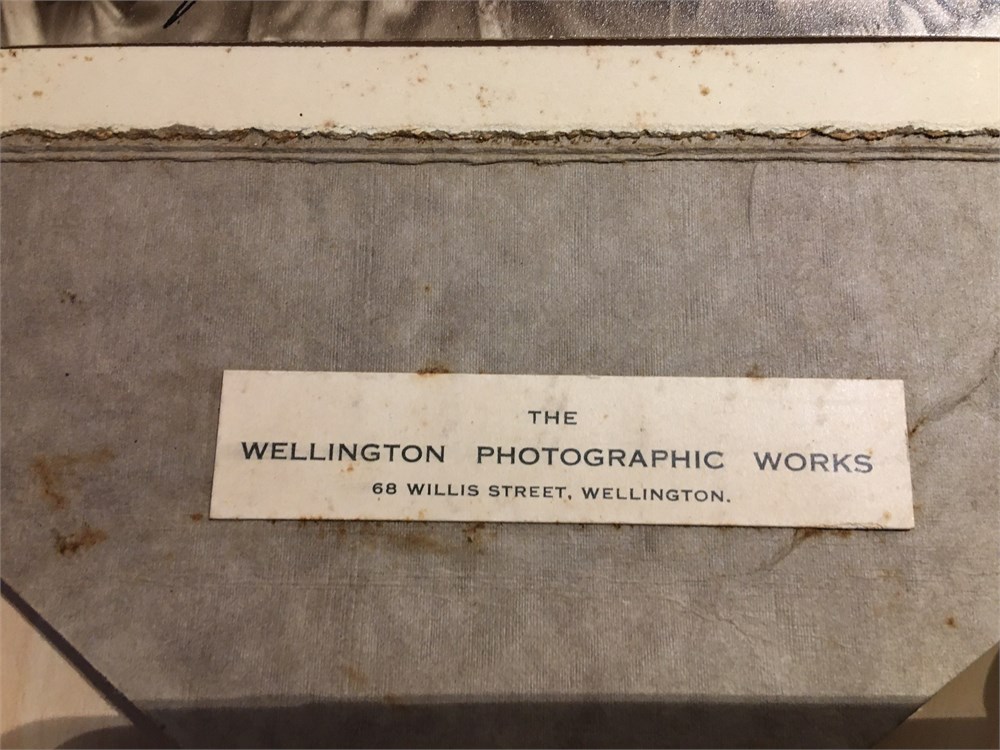 THE
WELLINGTON PHOTOGRAPHIC WORKS
68 WILLIS STREET, WELLINGTON.